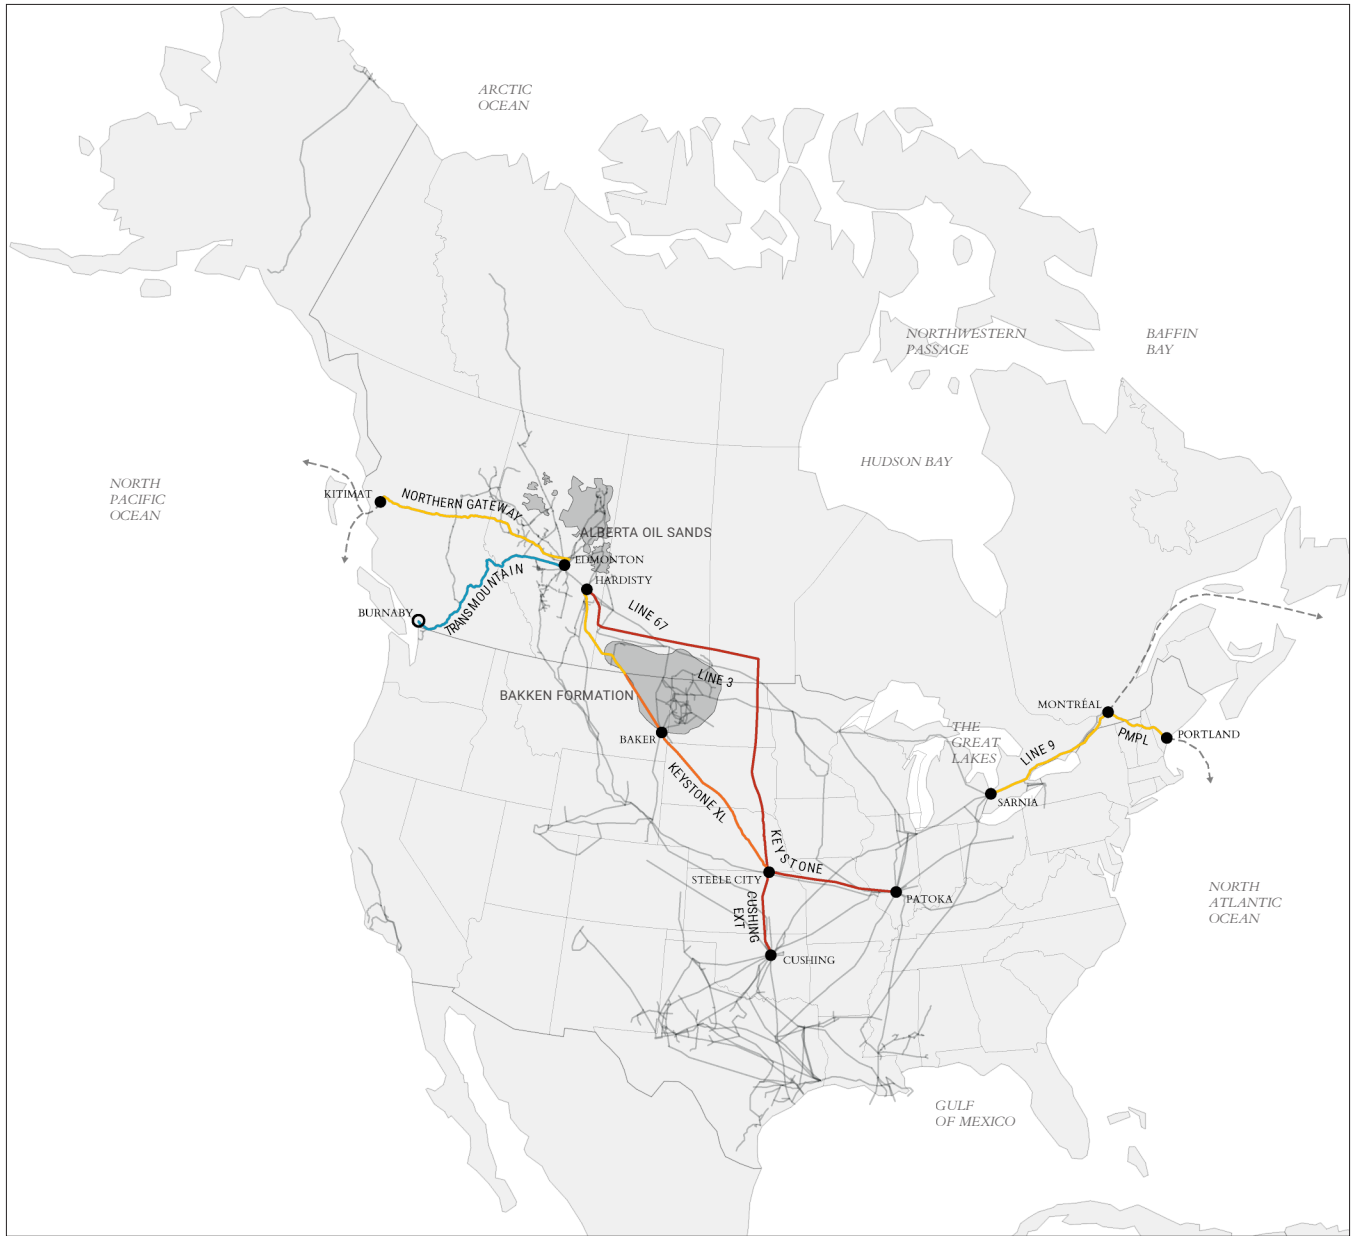 ARCTIC
OCEAN
NORTHWESTERN
PASSAGE
BAFFIN
BAY
HUDSON BAY
NORTH
PACIFIC
OCEAN
KITIMAT
NORTHERN GATEWAY
ALBERTA OIL SANDS
EDMONTON
HARDISTY
TRANSMOUNTAIN
BURNABY
LINE 67
LINE 3
BAKKEN FORMATION
BAKER
KEYSTONE XL
MONTRÉAL
PORTLAND
PMPL
THE
GREAT
LAKES
LINE 9
SARNIA
KEYSTONE
STEELE CITY
PATOKA
CUSHING
EXT
CUSHING
NORTH
ATLANTIC
OCEAN
GULF
OF MEXICO